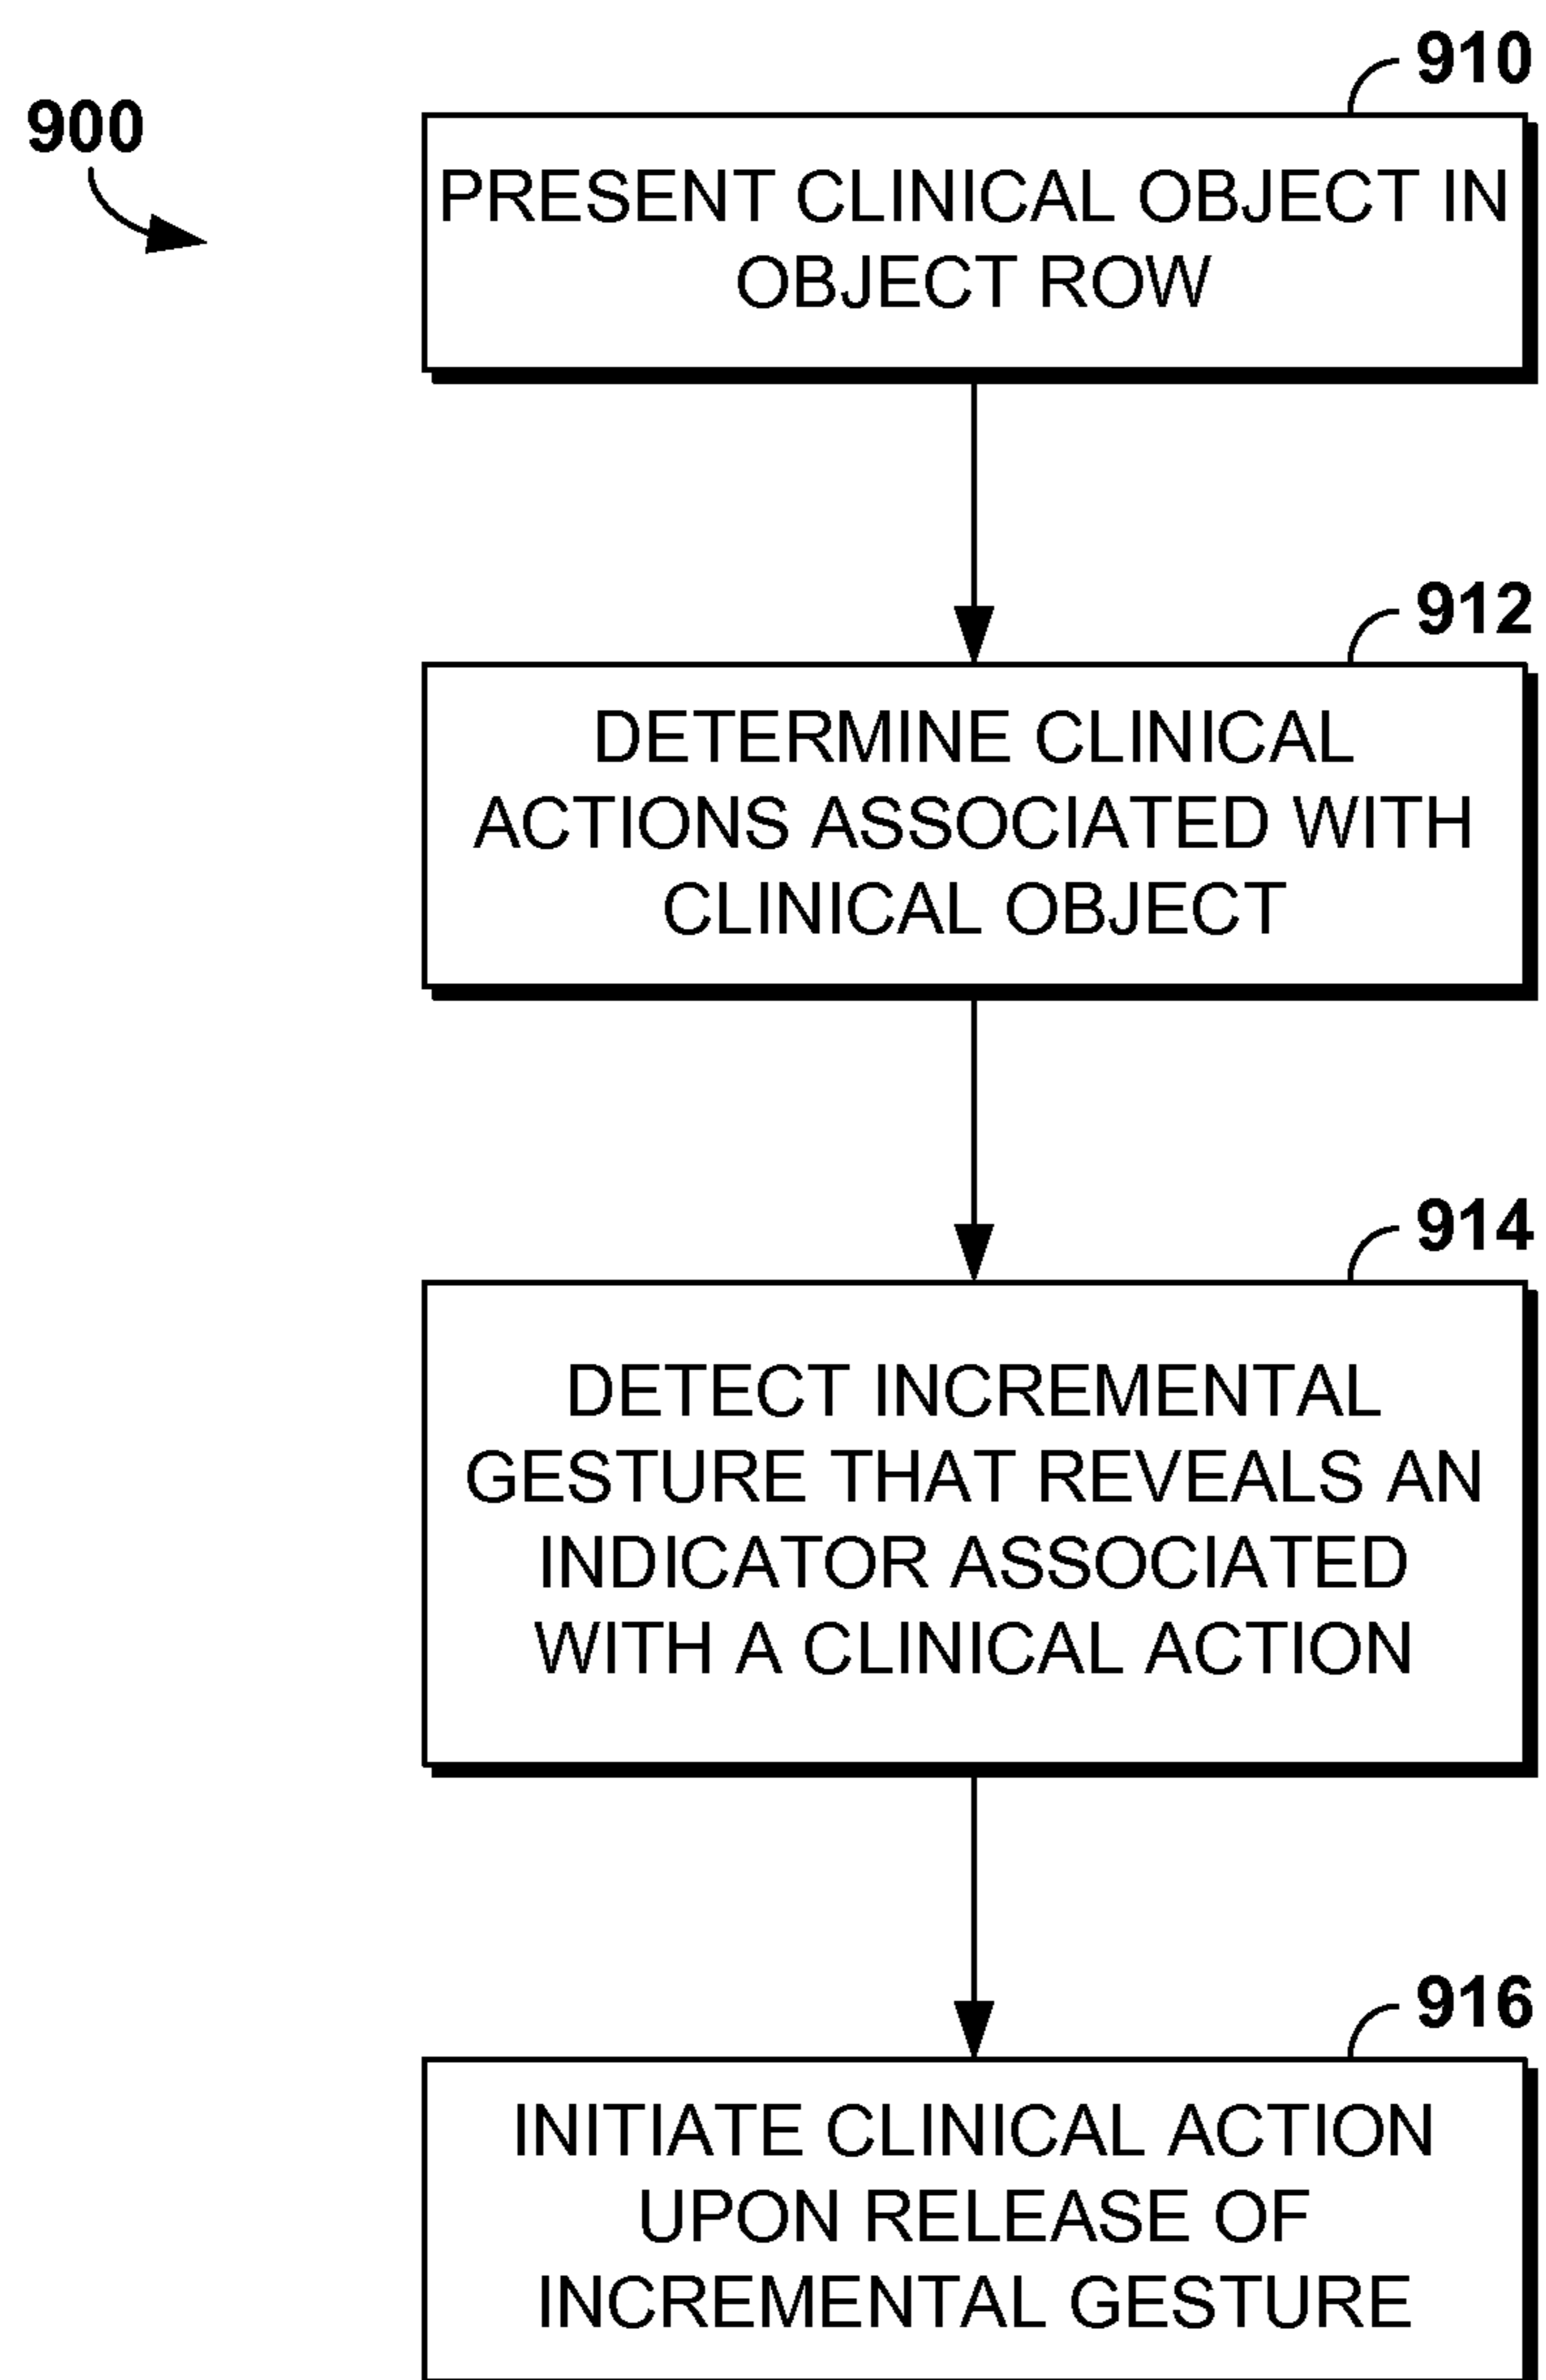 910
900
PRESENT CLINICAL OBJECT IN
OBJECT ROW
912
DETERMINE CLINICAL
ACTIONS ASSOCIATED WITH
CLINICAL OBJECT
914
DETECT INCREMENTAL
GESTURE THAT REVEALS AN
INDICATOR ASSOCIATED
WITH A CLINICAL ACTION
916
INITIATE CLINICAL ACTION
UPON RELEASE OF
INCREMENTAL GESTURE